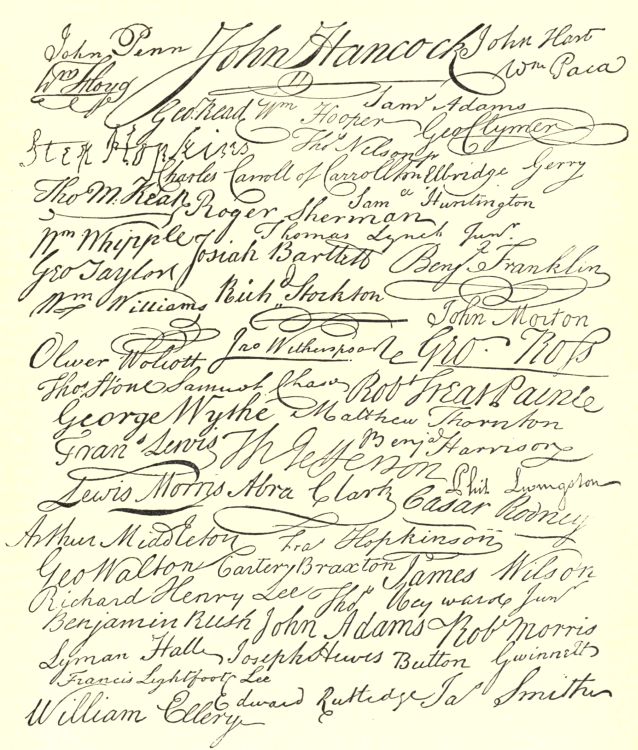 John Penn John Hancock John Hart
Wm Floyd Wm Paca
Geo. Read Wm Hooper Saml Adams
Step Hopkins Thos Nelson jr Geo Clymer
Charles Carroll of Carrollton Elbridge Gerry
Tho M:Kean Roger Sherman Sam el Huntington
Wm Whipple Josiah Bartlett Thomas Lynch Junr.
Geo Taylor Benj a Franklin
Wm Williams Rich d Stockton John Morton
Oliver Wolcott Jno Witherspoon Geo. Ross
Thos Stone Samuel Chase Robt Treat Paine
George Wythe Matthew Thornton
Frans Lewis Th Jefferson Benja Harrison
Lewis Morris Abra Clark Cæsar Rodney Phil. Livingston
Arthur Middleton Fras Hopkinson
Geo Walton Carter Braxton James Wilson
Richard Henry Lee Thos Heyward Junr
Benjamin Rush John Adams Robt Morris
Lyman Hall Joseph Hewes Button Gwinnett
Francis Lightfoot Lee
William Ellery Edward Rutledge Jas Smith